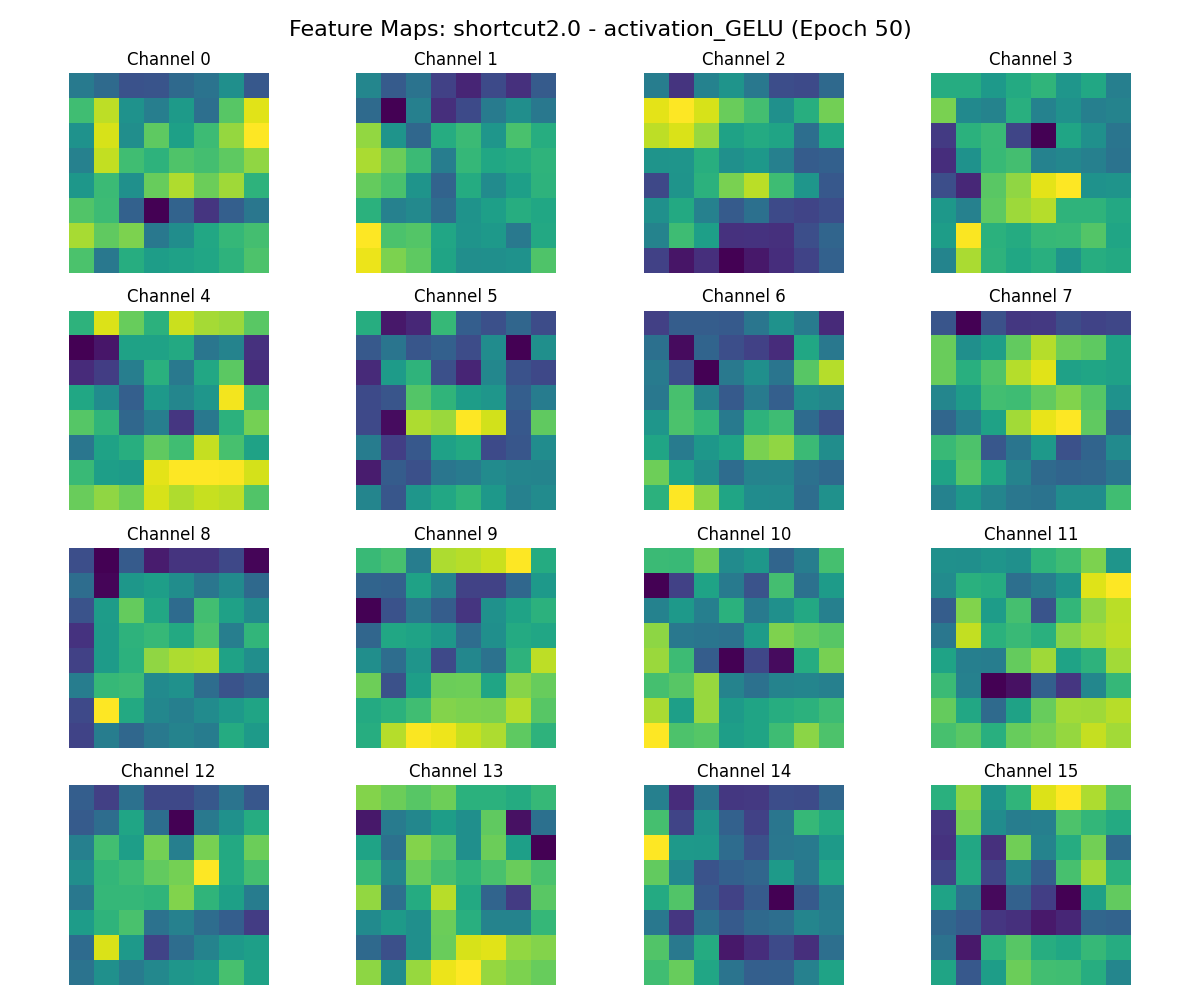 Feature Maps: shortcut2.0 - activation_GELU (Epoch 50)
Channel 0
Channel 1
Channel 2
Channel 3
Channel 4
Channel 5
Channel 6
Channel 7
Channel 8
Channel 9
Channel 10
Channel 11
Channel 12
Channel 13
Channel 14
Channel 15